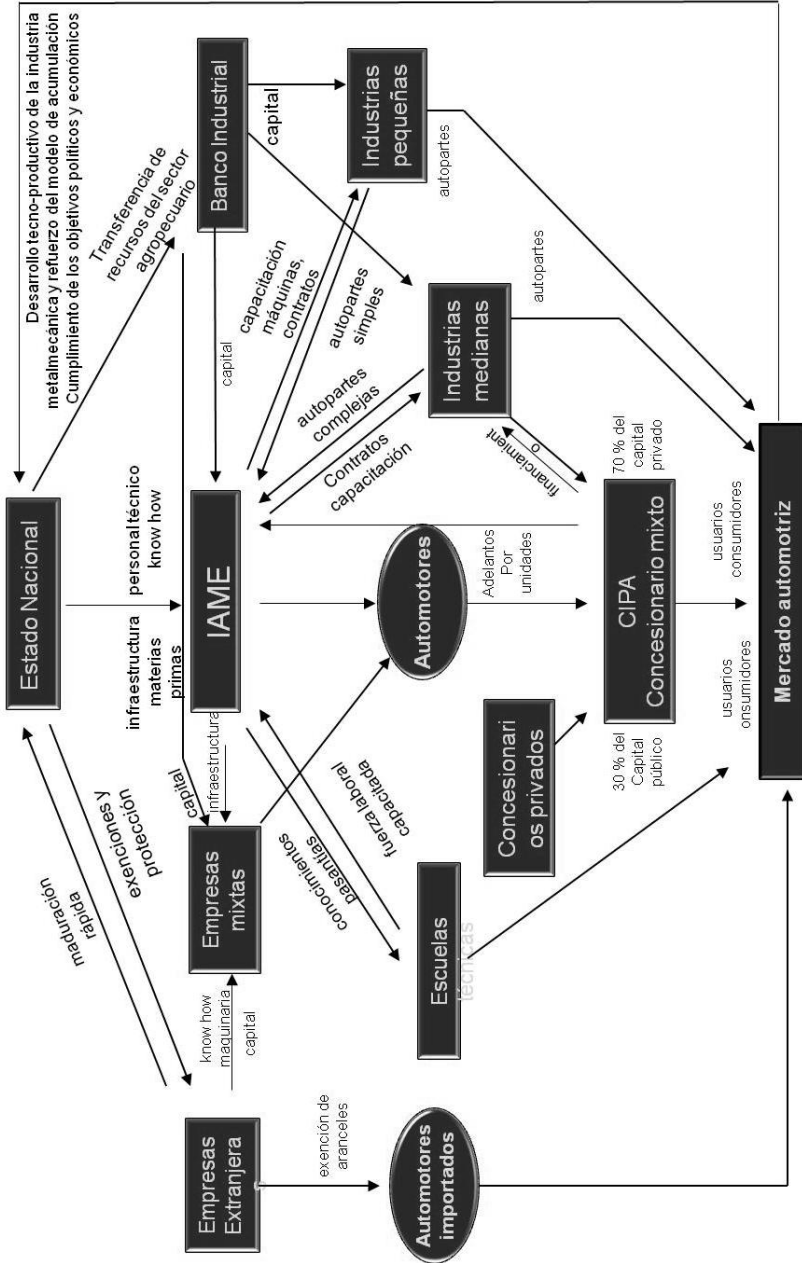 Desarrollo tecno-productivo de la industria
metalmecánica y refuerzo del modelo de acumulación
Cumplimiento de los objetivos políticos y económicos
Estado Nacional
Transferencia de
recursos del sector
agropecuario
maduración
rápida
exenciones y
protección
infraestructura
materias
primas
personal técnico
know how
Empresas
Extranjera
know how
maquinaria
capital
Empresas
mixtas
capital
infraestructura
IAME
capital
Banco Industrial
capital
exención de
aranceles
conocimientos
pasantías
fuerza laboral
capacitada
Contratos
capacitación
autopartes
complejas
capacitación
máquinas,
contratos
autopartes
simples
Industrias
pequeñas
autopartes
Automotores
importados
Escuelas
técnicas
Automotores
Industrias
medianas
autopartes
financiamient
o
Concesionari
os privados
Adelantos
Por
unidades
30 % del
Capital
público
CIPA
Concesionario mixto
70 % del
capital
privado
usuarios
onsumidores
usuarios
consumidores
Mercado automotriz